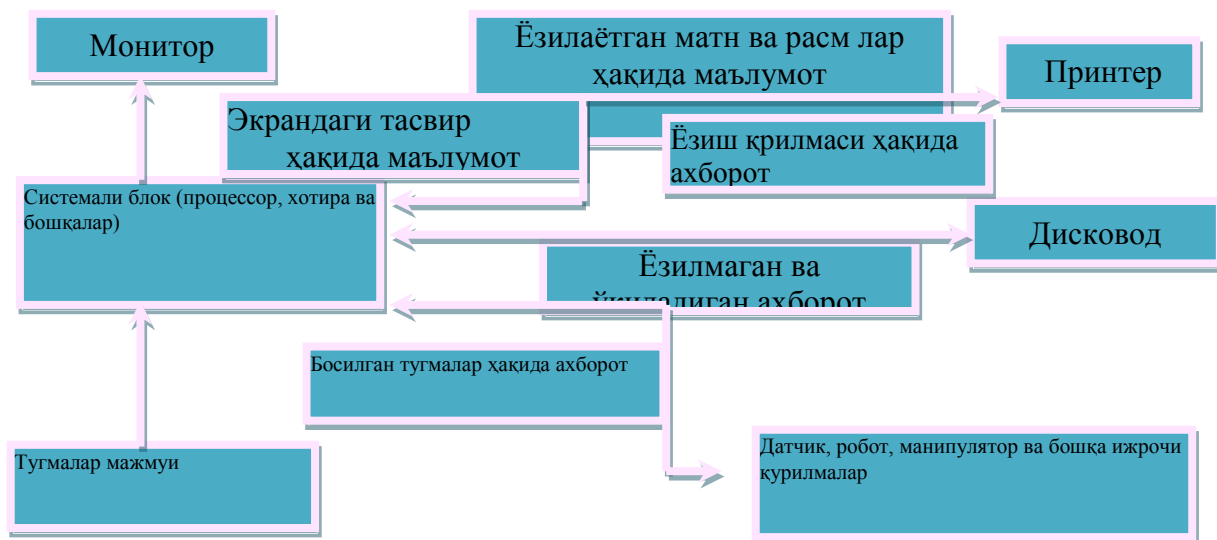 Монитор
Ёзилаётган матн ва расм лар
ҳақида маълумот
Принтер
Экрандаги тасвир
ҳақида маълумот
Ёзиш қрилмаси ҳақида
ахборот
Системали блок (процессор, хотира ва
бошқалар)
Дисковод
Ёзилмаган ва
ўқиладиган ахборот
Босилган тугмалар ҳақида ахборот
Тугмалар мажмуи
Датчик, робот, манипулятор ва бошқа ижрочи
қурилмалар